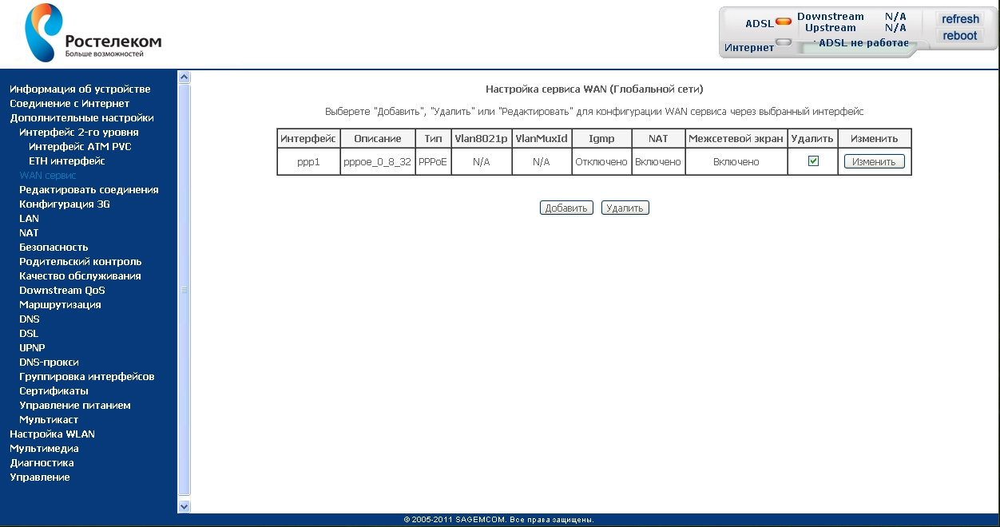 Ростелеком
Больше возможностей
ADSL Downstream N/A
Upstream N/A
Интернет ADSL не работае
refresh
reboot
Информация об устройстве
Соединение с Интернет
Дополнительные настройки
Интерфейс 2-го уровня
Интерфейс ATM PVC
ETH интерфейс
WAN сервис
Редактировать соединения
Конфигурация 3G
LAN
NAT
Безопасность
Родительский контроль
Качество обслуживания
Downstream QoS
Маршрутизация
DNS
DSL
UPNP
DNS-прокси
Группировка интерфейсов
Сертификаты
Управление питанием
Мультикаст
Настройка WLAN
Мультимедиа
Диагностика
Управление
Настройка сервиса WAN (Глобальной сети)
Выберете "Добавить", "Удалить" или "Редактировать" для конфигурации WAN сервиса через выбранный интерфейс
Интерфейс Описание Тип Vlan8021p VlanMuxId Igmp NAT Межсетевой экран Удалить Изменить
ppp1 pppoe_0_8_32 PPPoE N/A N/A Отключено Включено Включено Изменить
Добавить Удалить
© 2005-2011 SAGEMCOM. Все права защищены.